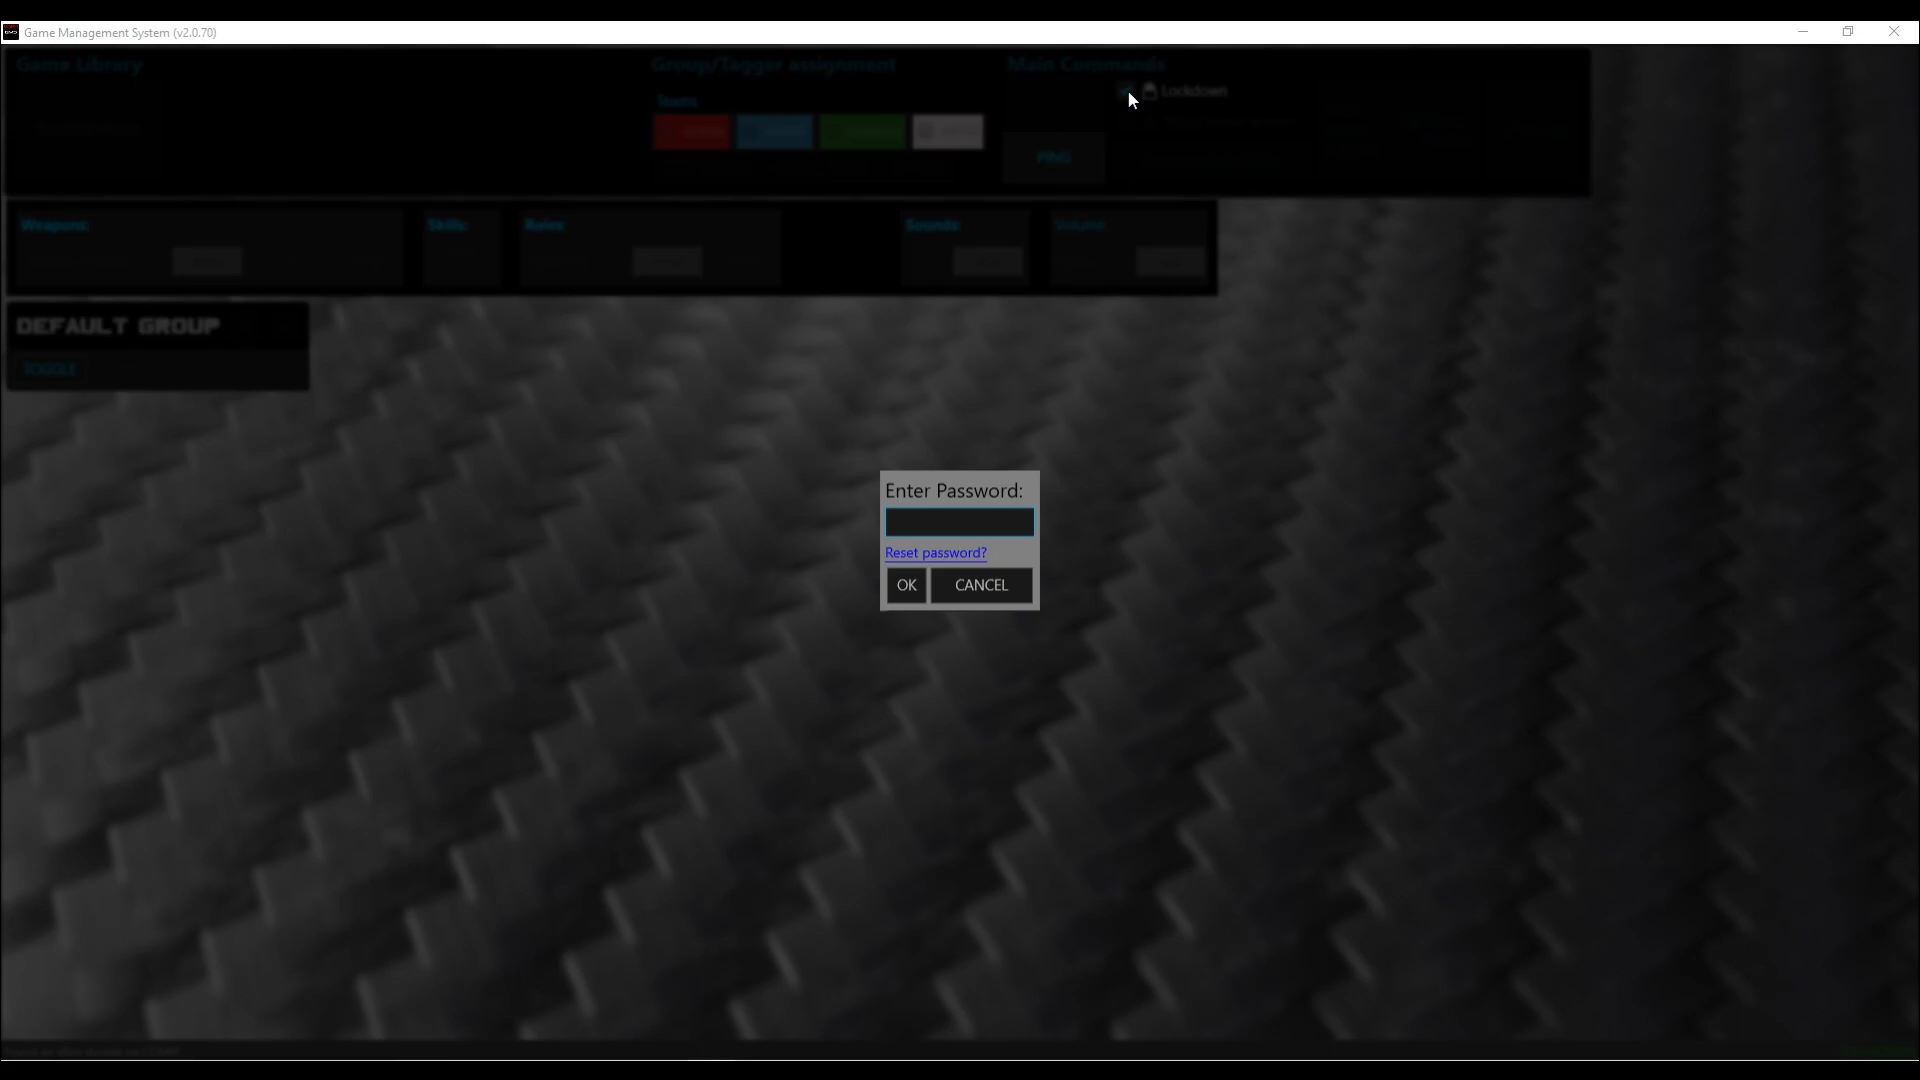 Game Management System (v2.0.70)
Game Library
Group/Tagger assignment
Main Commands
Lockdown
Teams
PING
Weapons:
Skills:
Roles:
Sounds:
Volume:
DEFAULT GROUP
TOGGLE
Enter Password:
Reset password?
OK
CANCEL